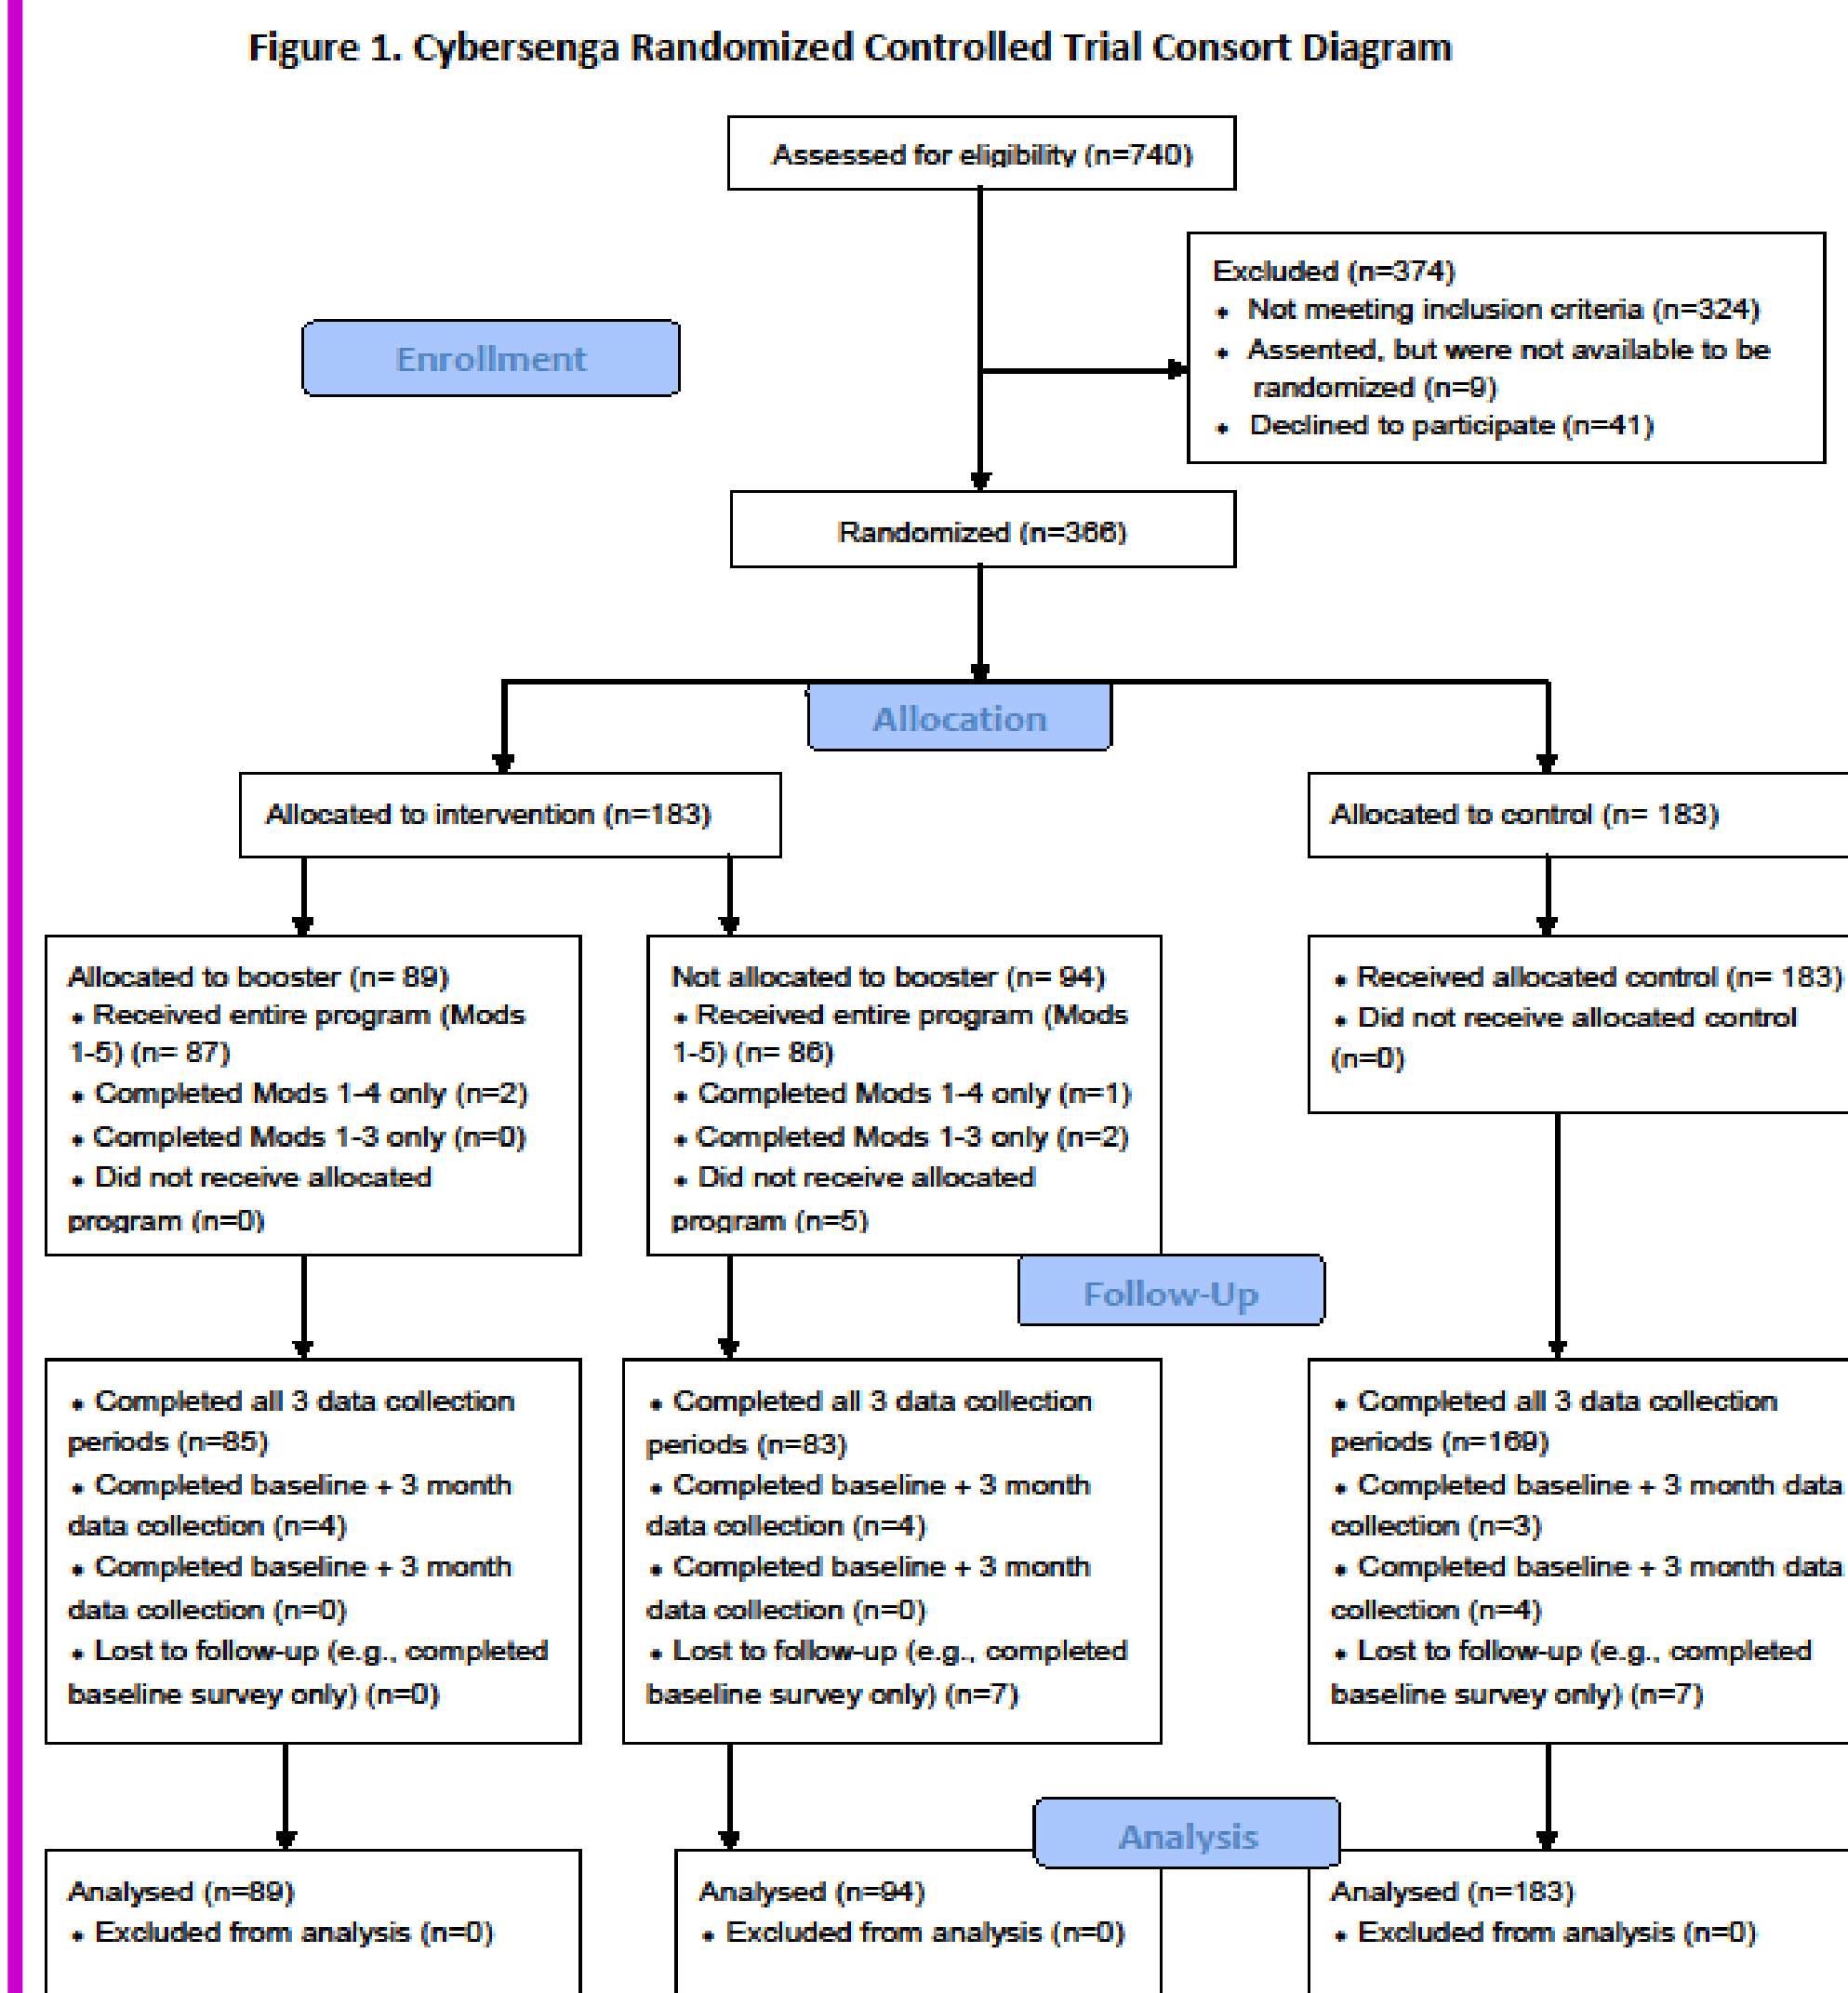 Figure 1. Cybersenga Randomized Controlled Trial Consort Diagram
Assessed for eligibility (n=740)
Excluded (n=374)
• Not meeting inclusion criteria (n=324)
• Assented, but were not available to be
randomized (n=9)
• Declined to participate (n=41)
Enrollment
Randomized (n=366)
Allocation
Allocated to intervention (n=183)
Allocated to control (n= 183)
Allocated to booster (n= 89)
• Received entire program (Mods
1-5) (n= 87)
• Completed Mods 1-4 only (n=2)
• Completed Mods 1-3 only (n=0)
• Did not receive allocated
program (n=0)
Not allocated to booster (n= 94)
• Received entire program (Mods
1-5) (n= 86)
• Completed Mods 1-4 only (n=1)
• Completed Mods 1-3 only (n=2)
• Did not receive allocated
program (n=5)
• Received allocated control (n= 183)
• Did not receive allocated control
(n=0)
Follow-Up
• Completed all 3 data collection
periods (n=85)
• Completed baseline + 3 month
data collection (n=4)
• Completed baseline + 3 month
data collection (n=0)
• Lost to follow-up (e.g., completed
baseline survey only) (n=0)
• Completed all 3 data collection
periods (n=83)
• Completed baseline + 3 month
data collection (n=4)
• Completed baseline + 3 month
data collection (n=0)
• Lost to follow-up (e.g., completed
baseline survey only) (n=7)
• Completed all 3 data collection
periods (n=169)
• Completed baseline + 3 month data
collection (n=3)
• Completed baseline + 3 month data
collection (n=4)
• Lost to follow-up (e.g., completed
baseline survey only) (n=7)
Analysis
Analysed (n=89)
• Excluded from analysis (n=0)
Analysed (n=94)
• Excluded from analysis (n=0)
Analysed (n=183)
• Excluded from analysis (n=0)